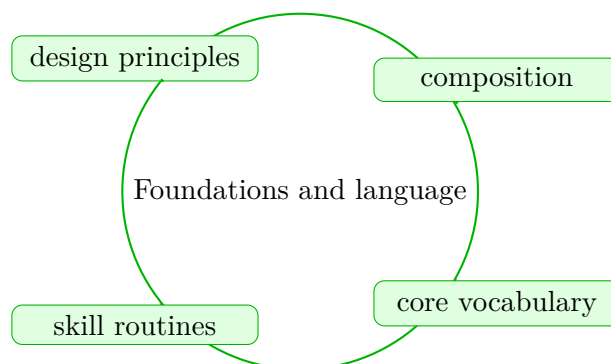 design principles
composition
Foundations and language
core vocabulary
skill routines